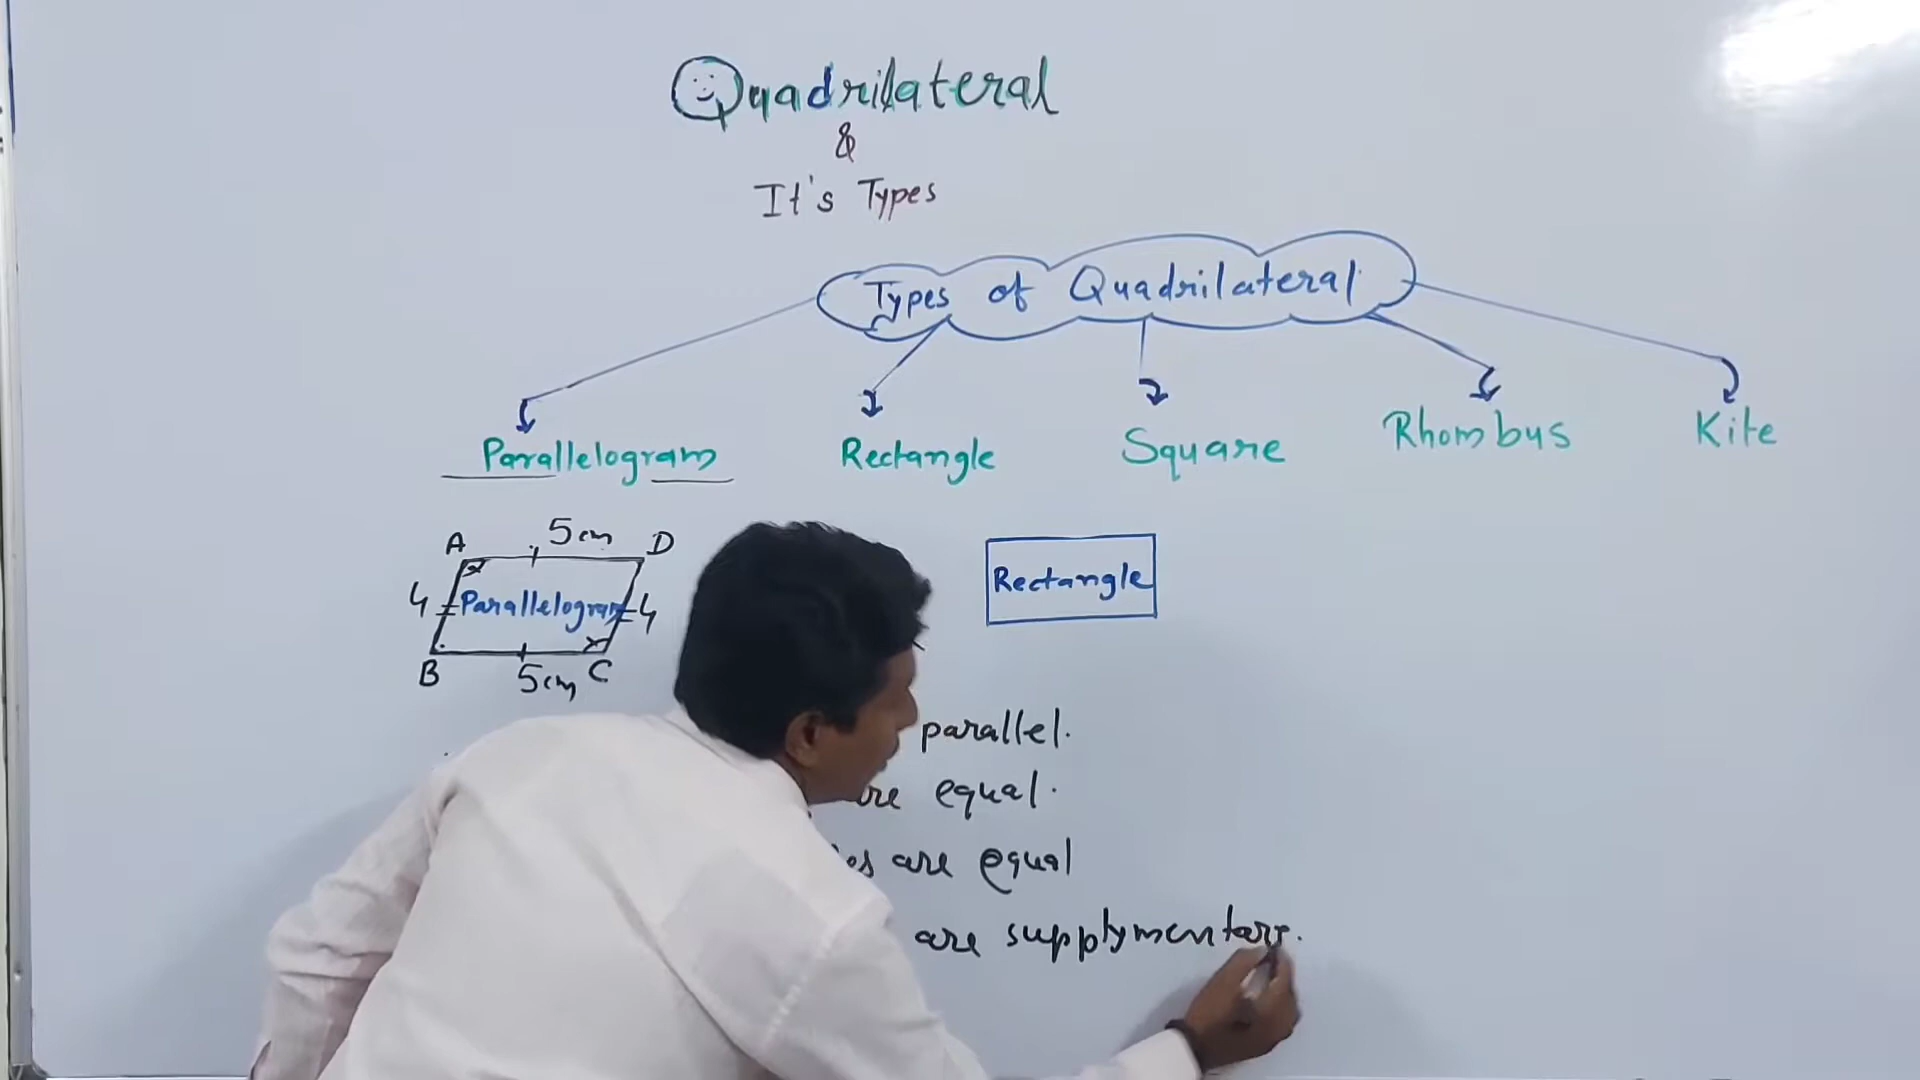 Quadrilateral
&
It's Types
Types of Quadrilateral
Parallelogram Rectangle Square Rhombus Kite
A 5cm D
4 Parallelogram 4
B 5cm C
Rectangle
parallel.
are equal.
are equal
are supplymentary.